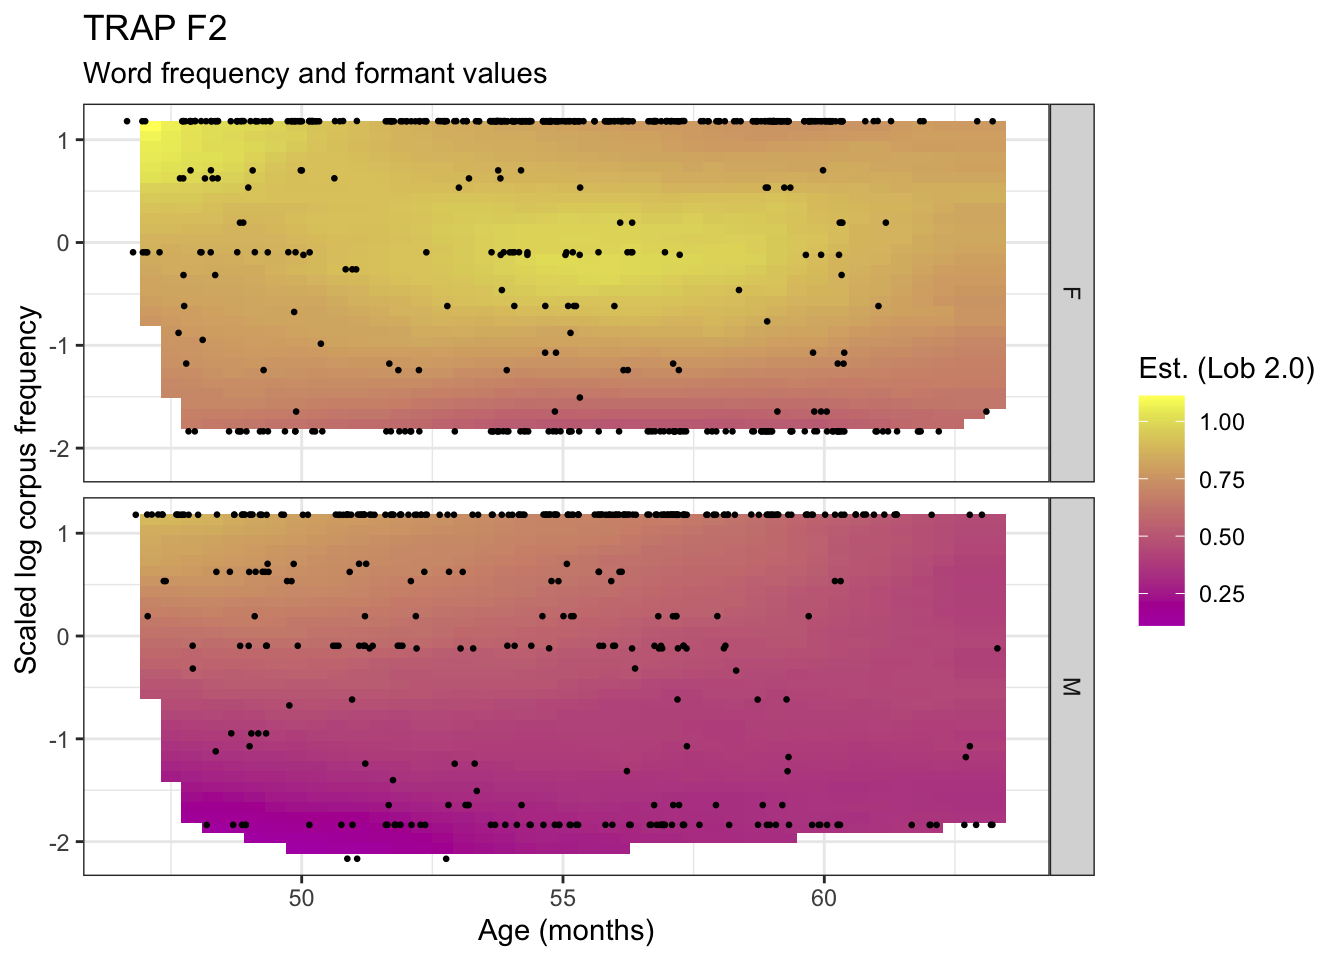 TRAP F2
Word frequency and formant values
Scaled log corpus frequency
1
0
-1
-2
F
1
0
-1
-2
M
50
55
60
Age (months)
Est. (Lob 2.0)
1.00
0.75
0.50
0.25